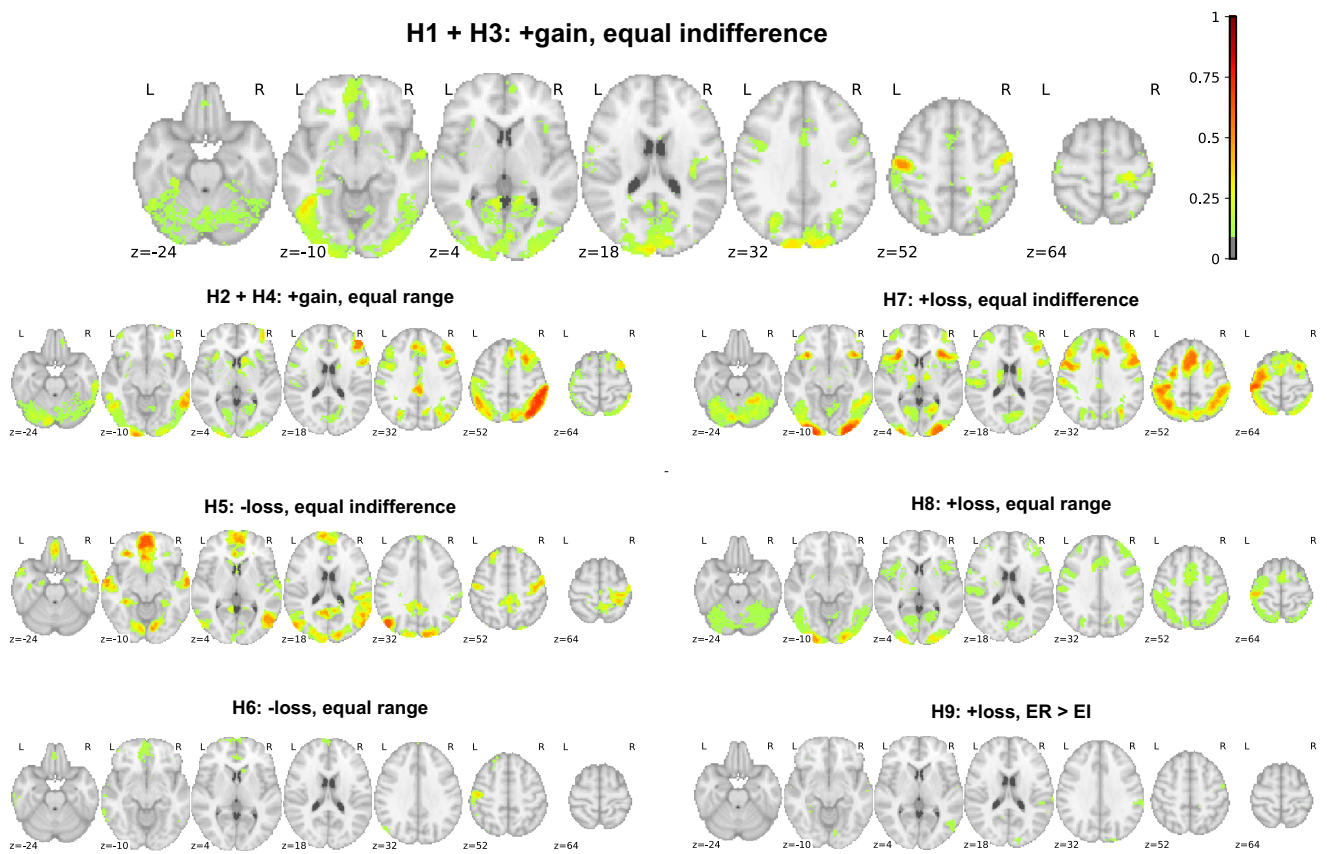 H1 + H3: +gain, equal indifference
1
0.75
0.5
0.25
0
L R L R L R
z=-24 z=-10 z=4 z=18 z=32 z=52 z=64
H2 + H4: +gain, equal range
L R L R L R
z=-24 z=-10 z=4 z=18 z=32 z=52 z=64
H7: +loss, equal indifference
L R L R L R
z=-24 z=-10 z=4 z=18 z=32 z=52 z=64
-
H5: -loss, equal indifference
L R L R L R
z=-24 z=-10 z=4 z=18 z=32 z=52 z=64
H8: +loss, equal range
L R L R L R
z=-24 z=-10 z=4 z=18 z=32 z=52 z=64
H6: -loss, equal range
L R L R L R L R
z=-24 z=-10 z=4 z=18 z=32 z=52 z=64
H9: +loss, ER > EI
L R L R L R L R
z=-24 z=-10 z=4 z=18 z=32 z=52 z=64